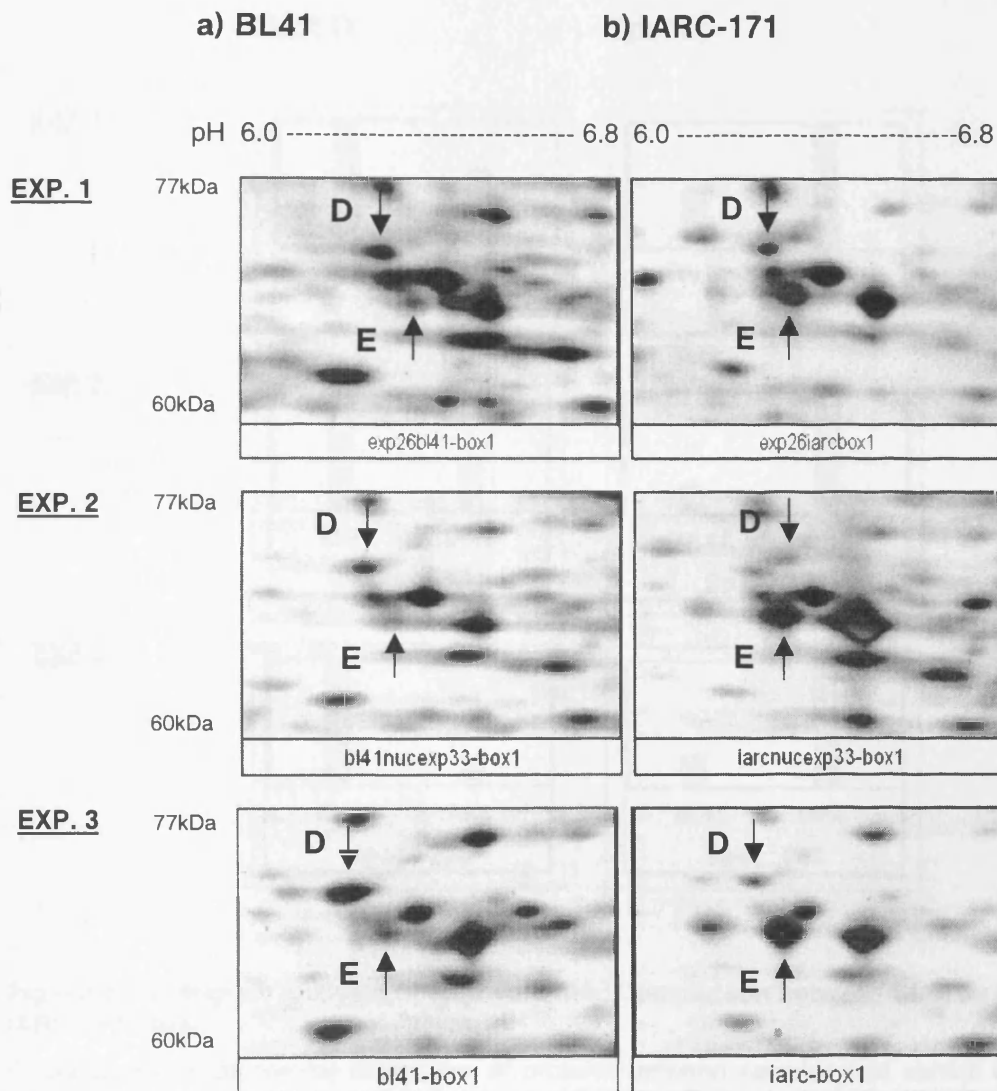 a) BL41 b) IARC-171
pH 6.0 ------------------------------ 6.8 6.0 ------------------------------ 6.8
EXP. 1
77kDa
D D
E E
60kDa
exp26bl41-box1 exp26iarcbox1
EXP. 2
77kDa
D D
E E
60kDa
bl41nucexp33-box1 iarcnucexp33-box1
EXP. 3
77kDa
D D
E E
60kDa
bl41-box1 iarc-box1